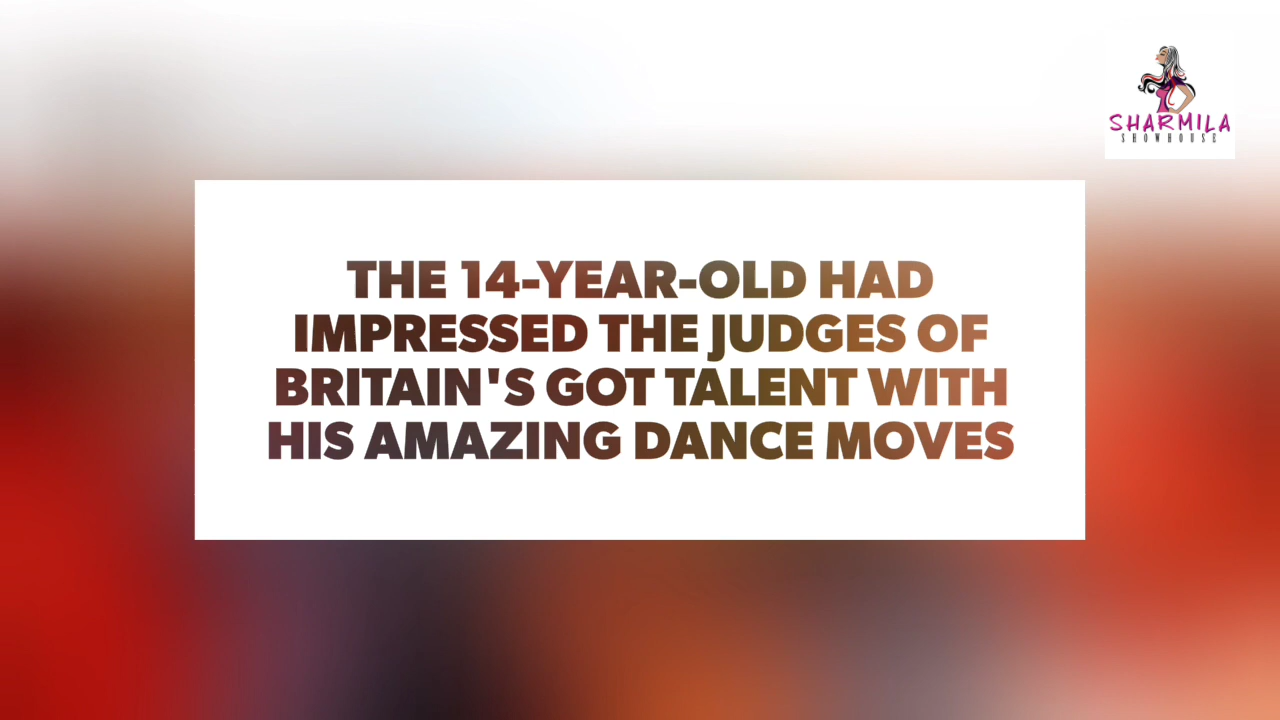 SHARMILA
SHOWHOUSE
THE 14-YEAR-OLD HAD
IMPRESSED THE JUDGES OF
BRITAIN'S GOT TALENT WITH
HIS AMAZING DANCE MOVES